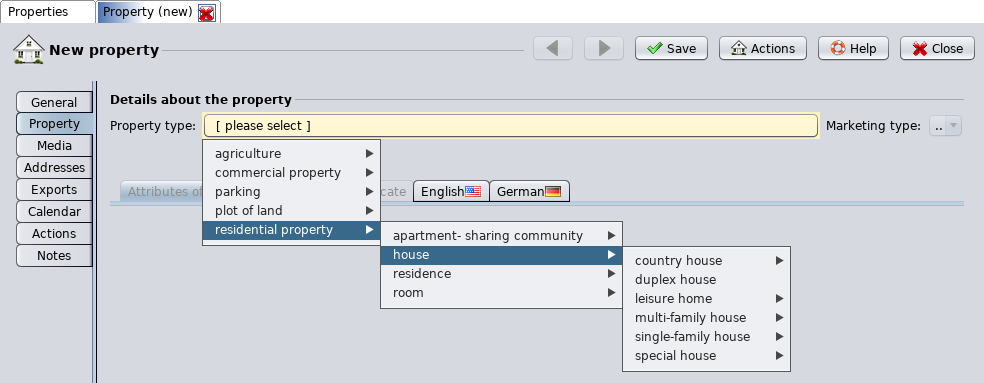 Properties
Property (new)
New property
Save
Actions
Help
Close
General
Property
Media
Addresses
Exports
Calendar
Actions
Notes
Details about the property
Property type:
[ please select ]
Marketing type:
..
Attributes of
cate
English
German
agriculture
commercial property
parking
plot of land
residential property
apartment- sharing community
house
residence
room
country house
duplex house
leisure home
multi-family house
single-family house
special house